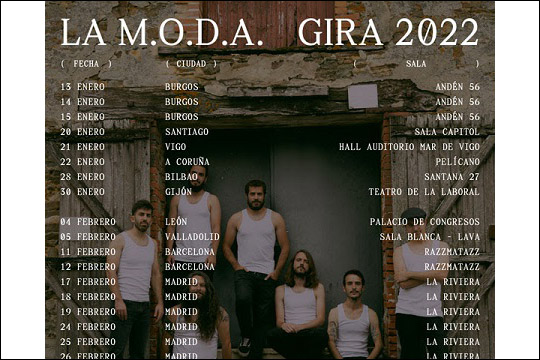 LA M.O.D.A. GIRA 2022
( FECHA ) ( CIUDAD ) ( SALA )
13 ENERO BURGOS ANDÉN 56
14 ENERO BURGOS ANDÉN 56
15 ENERO BURGOS ANDÉN 56
20 ENERO SANTIAGO SALA CAPITOL
21 ENERO VIGO HALL AUDITORIO MAR DE VIGO
22 ENERO A CORUÑA PELÍCANO
28 ENERO BILBAO SANTANA 27
30 ENERO GIJÓN TEATRO DE LA LABORAL
04 FEBRERO LEÓN PALACIO DE CONGRESOS
05 FEBRERO VALLADOLID SALA BLANCA - LAVA
11 FEBRERO BARCELONA RAZZMATAZZ
12 FEBRERO BARCELONA RAZZMATAZZ
17 FEBRERO MADRID LA RIVIERA
18 FEBRERO MADRID LA RIVIERA
19 FEBRERO MADRID LA RIVIERA
24 FEBRERO MADRID LA RIVIERA
25 FEBRERO MADRID LA RIVIERA
26 FEBRERO MADRID LA RIVIERA